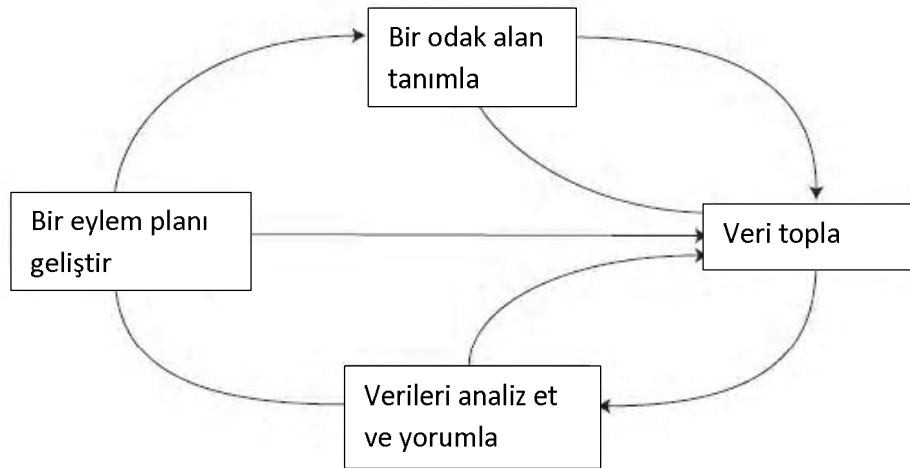 Bir odak alan
tanımla
Bir eylem planı
geliştir
Veri topla
Verileri analiz et
ve yorumla